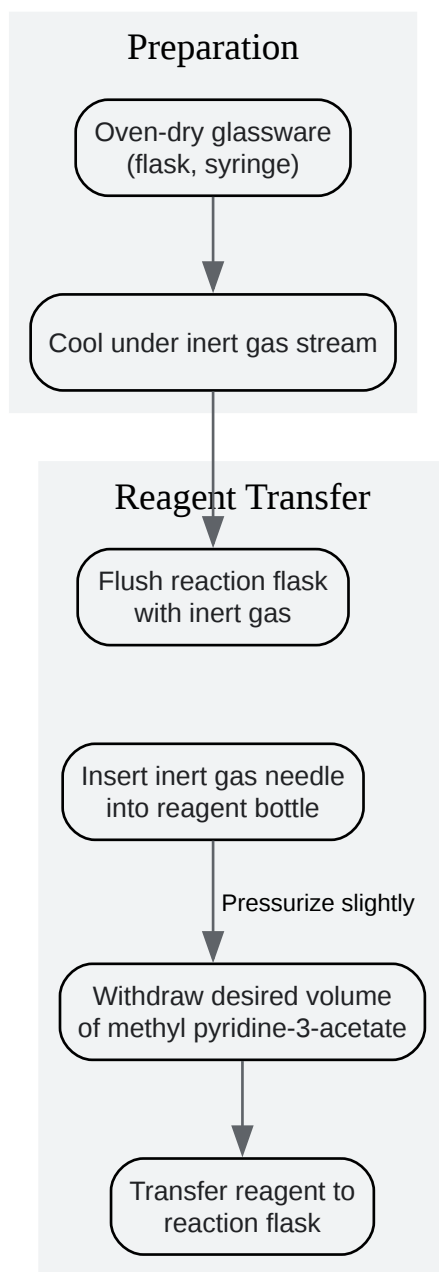 Preparation
Oven-dry glassware
(flask, syringe)
Cool under inert gas stream
Reagent Transfer
Flush reaction flask
with inert gas
Insert inert gas needle
into reagent bottle
Pressurize slightly
Withdraw desired volume
of methyl pyridine-3-acetate
Transfer reagent to
reaction flask